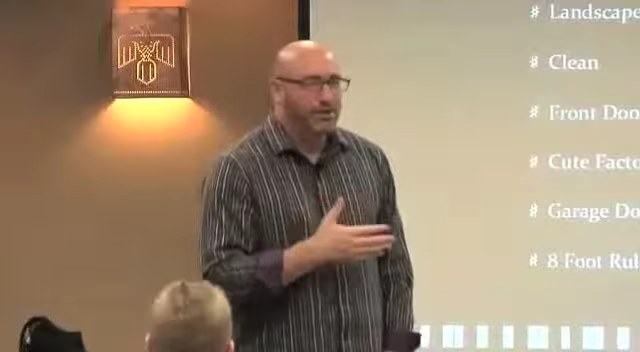 Landscape
Clean
Front Doo
Cute Facto
Garage Do
8 Foot Rul